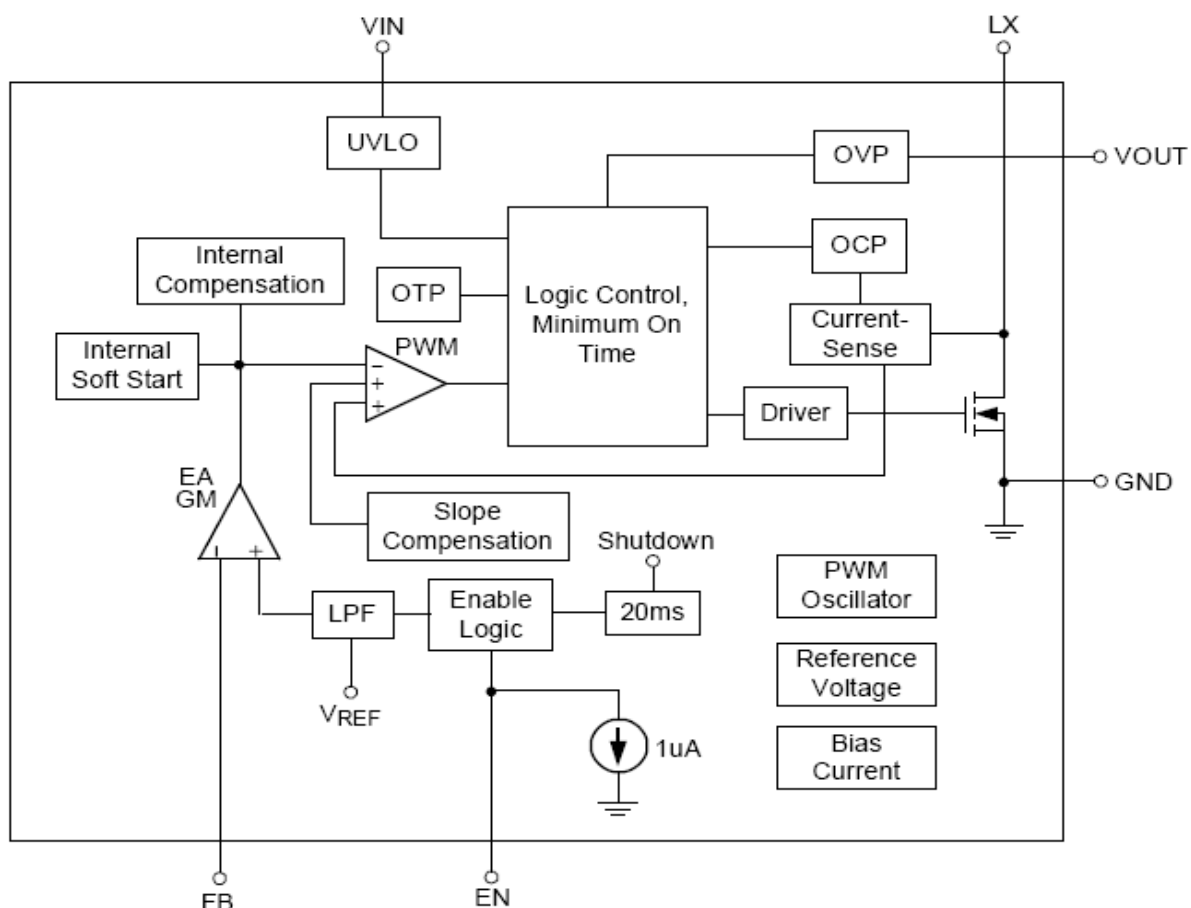 VIN
LX
UVLO
OVP
VOUT
Internal
Compensation
OCP
OTP
Logic Control,
Minimum On
Time
Current-
Sense
Internal
Soft Start
PWM
Driver
EA
GM
GND
Slope
Compensation
Shutdown
PWM
Oscillator
LPF
Enable
Logic
20ms
Reference
Voltage
VREF
1uA
Bias
Current
FB
EN